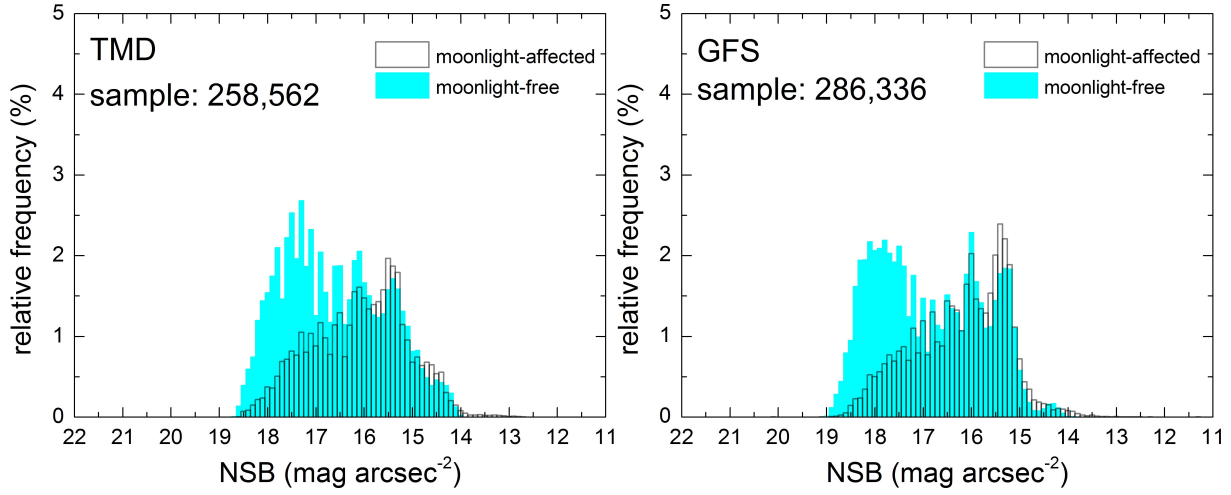 TMD
sample: 258,562
moonlight-affected
moonlight-free
relative frequency (%)
5
4
3
2
1
0
22 21 20 19 18 17 16 15 14 13 12 11
NSB (mag arcsec⁻²)
GFS
sample: 286,336
moonlight-affected
moonlight-free
relative frequency (%)
5
4
3
2
1
0
22 21 20 19 18 17 16 15 14 13 12 11
NSB (mag arcsec⁻²)